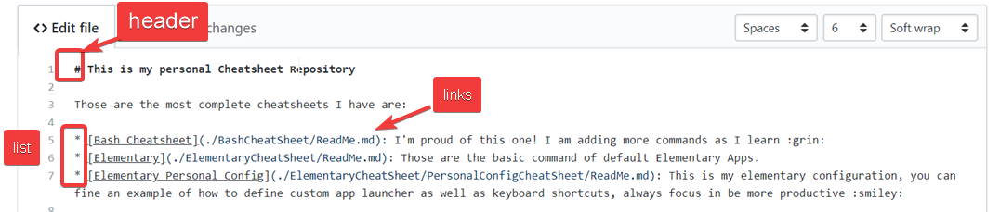 header
<> Edit file changes Spaces 6 Soft wrap
1 # This is my personal Cheatsheet Repository
2
3 Those are the most complete cheatsheets I have are:
links
4
list
5 * [Bash Cheatsheet](./BashCheatSheet/ReadMe.md): I'm proud of this one! I am adding more commands as I learn :grin:
6 * [Elementary](./ElementaryCheatSheet/ReadMe.md): Those are the basic command of default Elementary Apps.
7 * [Elementary Personal Config](./ElementaryCheatSheet/PersonalConfigCheatSheet/ReadMe.md): This is my elementary configuration, you can
fine an example of how to define custom app launcher as well as keyboard shortcuts, always focus in be more productive :smiley:
8